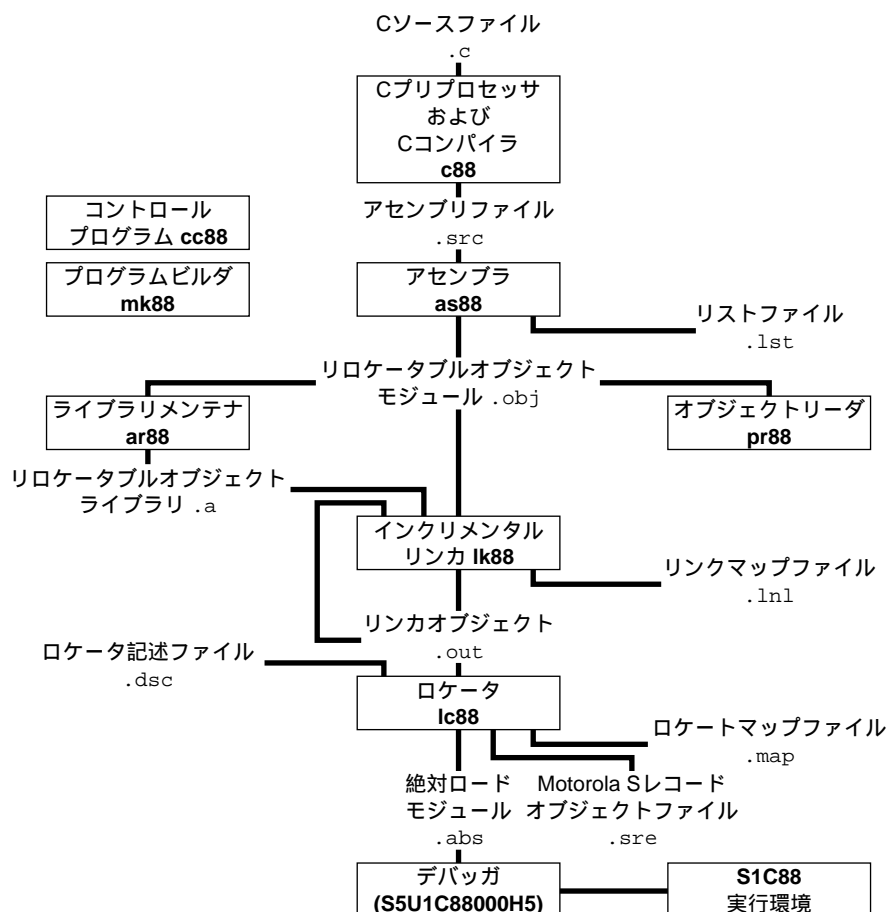 Cソースファイル
.c
Cプリプロセッサ
および
Cコンパイラ
c88
コントロール
プログラム cc88
アセンブリファイル
.src
プログラムビルダ
mk88
アセンブラ
as88
リストファイル
.lst
リロケータブルオブジェクト
モジュール .obj
ライブラリメンテナ
ar88
オブジェクトリーダ
pr88
リロケータブルオブジェクト
ライブラリ .a
インクリメンタル
リンカ lk88
リンクマップファイル
.lnl
リンカオブジェクト
.out
ロケータ記述ファイル
.dsc
ロケータ
lc88
ロケートマップファイル
.map
絶対ロード
モジュール
.abs
Motorola Sレコード
オブジェクトファイル
.sre
デバッガ
(S5U1C88000H5)
S1C88
実行環境